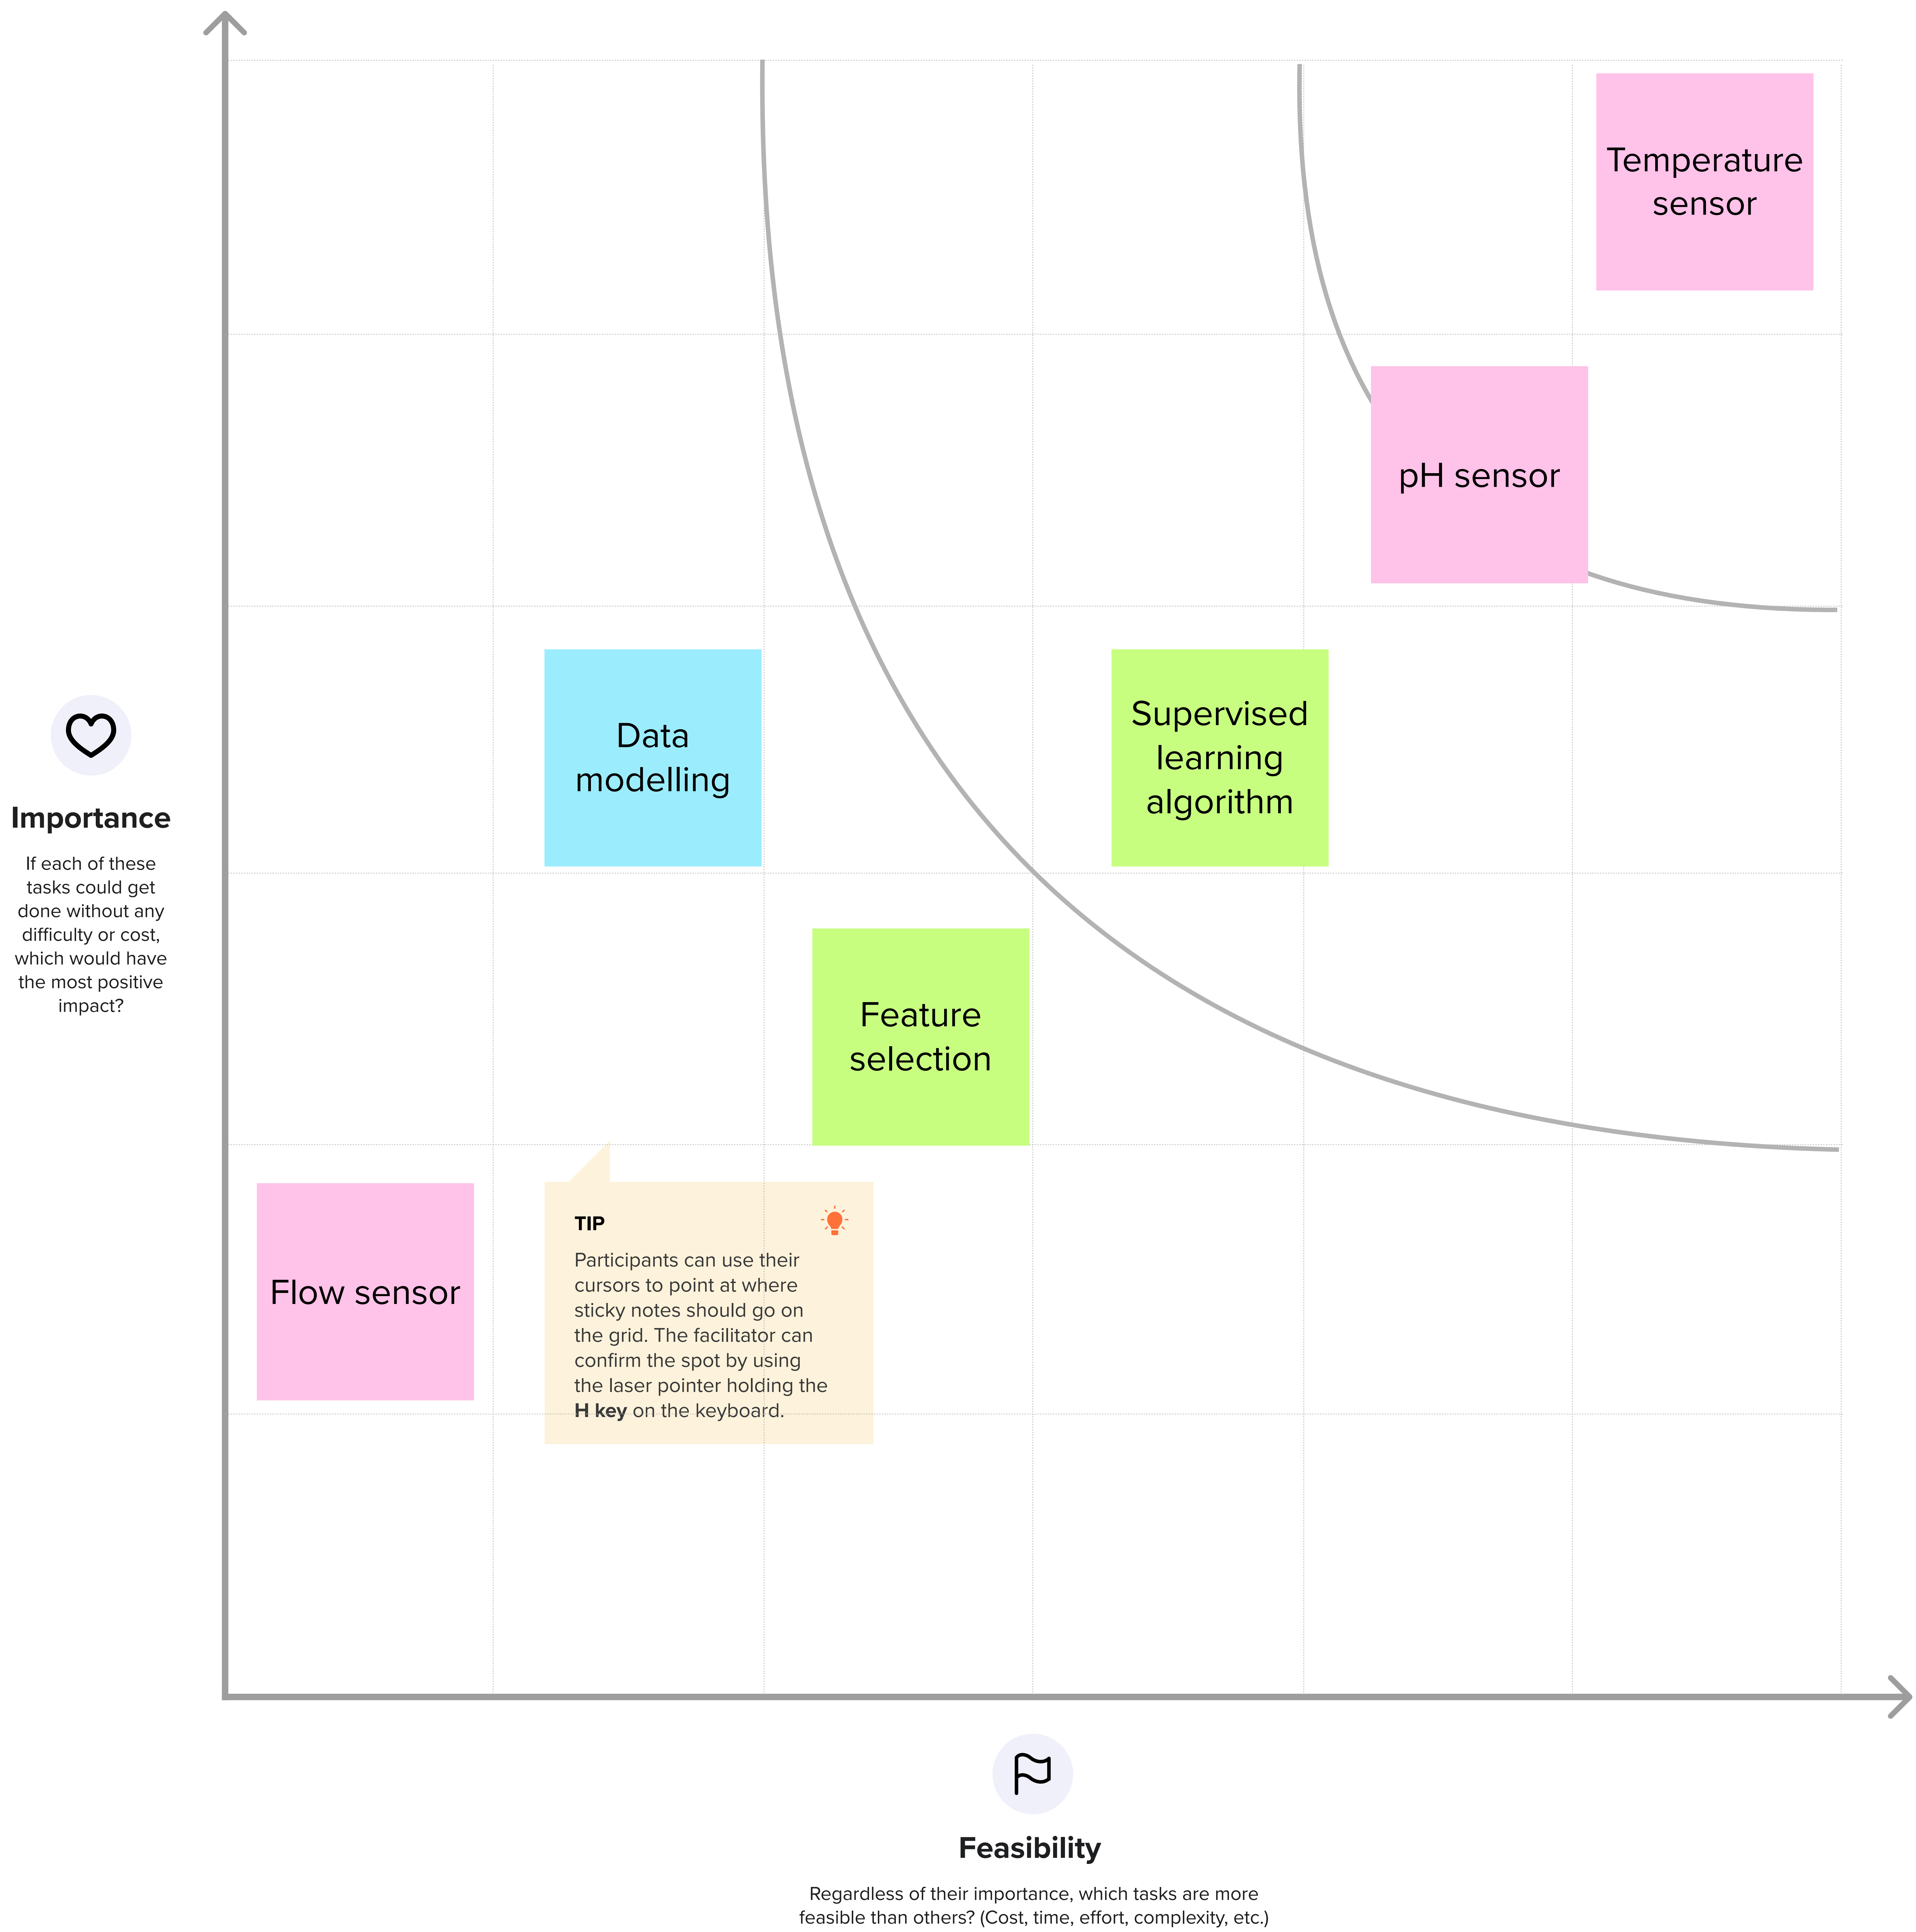 Temperature
sensor
pH sensor
Data
modelling
Supervised
learning
algorithm
Importance
If each of these
tasks could get
done without any
difficulty or cost,
which would have
the most positive
impact?
Feature
selection
Flow sensor
TIP
Participants can use their
cursors to point at where
sticky notes should go on
the grid. The facilitator can
confirm the spot by using
the laser pointer holding the
H key on the keyboard.
Feasibility
Regardless of their importance, which tasks are more
feasible than others? (Cost, time, effort, complexity, etc.)